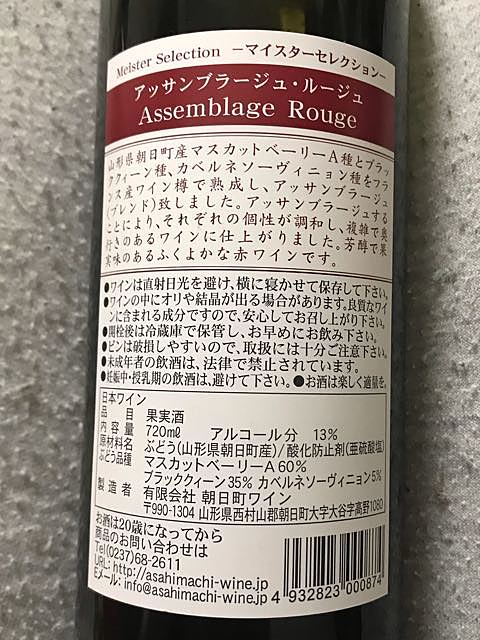 Meister Selection －マイスターセレクション－
アッサンブラージュ・ルージュ
Assemblage Rouge
山形県朝日町産マスカットベーリーA種とブラッ
ククィーン種、カベルネソーヴィニョン種をフラ
ンス産ワイン樽で熟成し、アッサンブラージュ
(ブレンド)致しました。アッサンブラージュする
ことにより、それぞれの個性が調和し、複雑で奥
行きのあるワインに仕上がりました。芳醇で果
実味のあるふくよかな赤ワインです。
●ワインは直射日光を避け、横に寝かせて保存して下さい。
●ワインの中にオリや結晶が出る場合があります。良質なワイ
ンに含まれる成分ですので、安心してお召し上がり下さい。
●開栓後は冷蔵庫で保管し、お早めにお飲み下さい。
●ビンは破損しやすいので、取扱には十分ご注意下さい。
●未成年者の飲酒は、法律で禁止されています。
●妊娠中・授乳期の飲酒は、避けて下さい。●お酒は楽しく適量を。
日本ワイン
品目 果実酒
内容量 720mℓ アルコール分 13%
原材料名 ぶどう(山形県朝日町産)/酸化防止剤(亜硫酸塩)
ぶどう品種 マスカットベーリーA 60%
ブラッククィーン35% カベルネソーヴィニョン5%
製造者 有限会社 朝日町ワイン
〒990-1304 山形県西村山郡朝日町大字大谷字高野1080
お酒は20歳になってから
商品のお問い合わせは
Tel(0237)68-2611
URL: http://asahimachi-wine.jp
Eメール: info@asahimachi-wine.jp
4 932823 000874